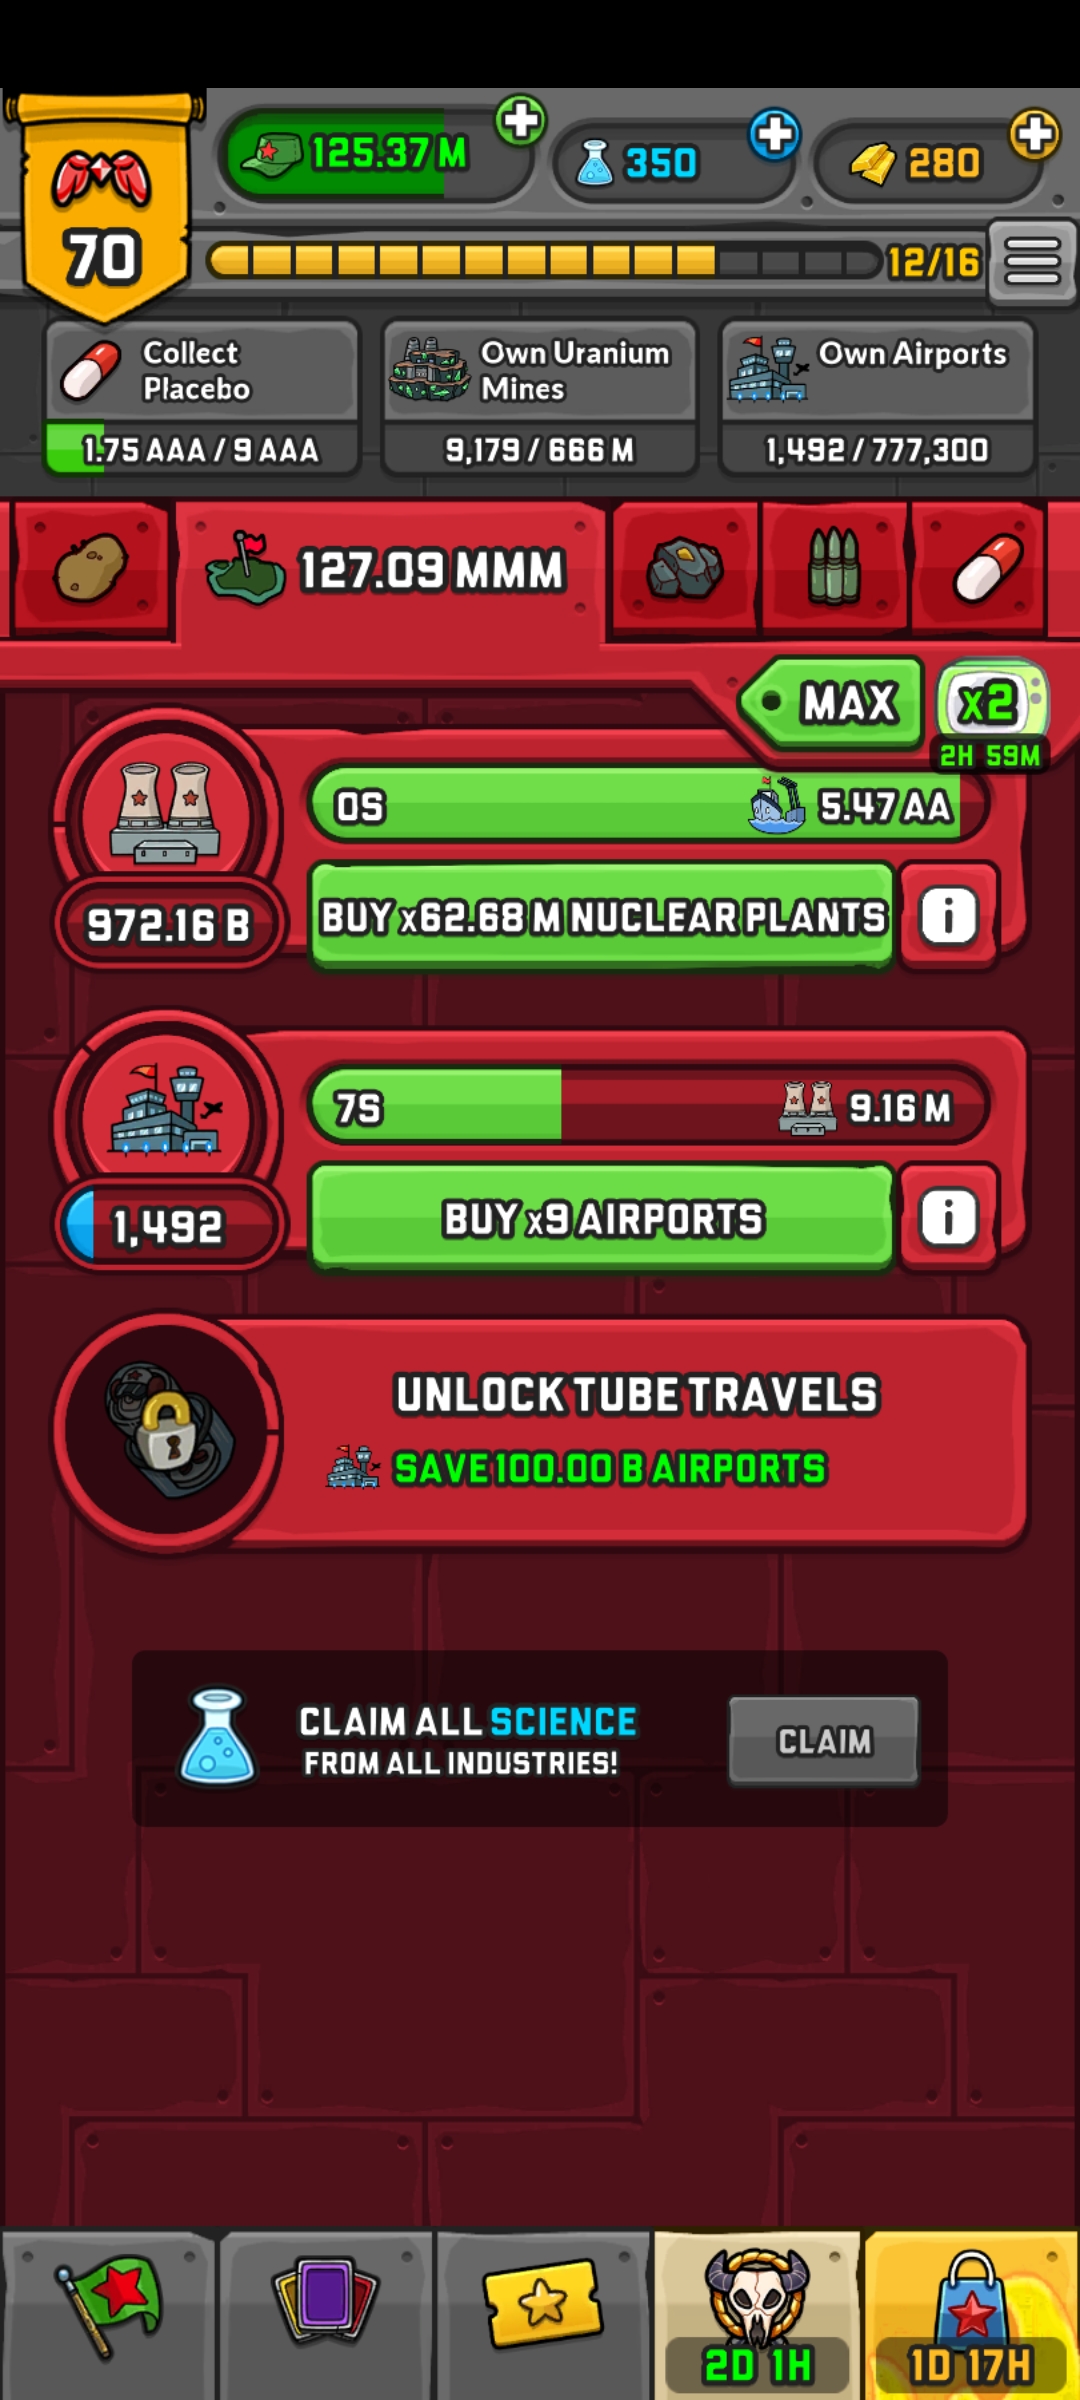 125.37 M
350
280
70
12/16
Collect
Placebo
1.75 AAA / 9 AAA
Own Uranium
Mines
9,179 / 666 M
Own Airports
1,492 / 777,300
127.09 MMM
MAX
x2
2H 59M
0S
5.47 AA
972.16 B
BUY x62.68 M NUCLEAR PLANTS
i
7S
9.16 M
1,492
BUY x9 AIRPORTS
i
UNLOCK TUBE TRAVELS
SAVE 100.00 B AIRPORTS
CLAIM ALL SCIENCE
FROM ALL INDUSTRIES!
CLAIM
2D 1H
1D 17H